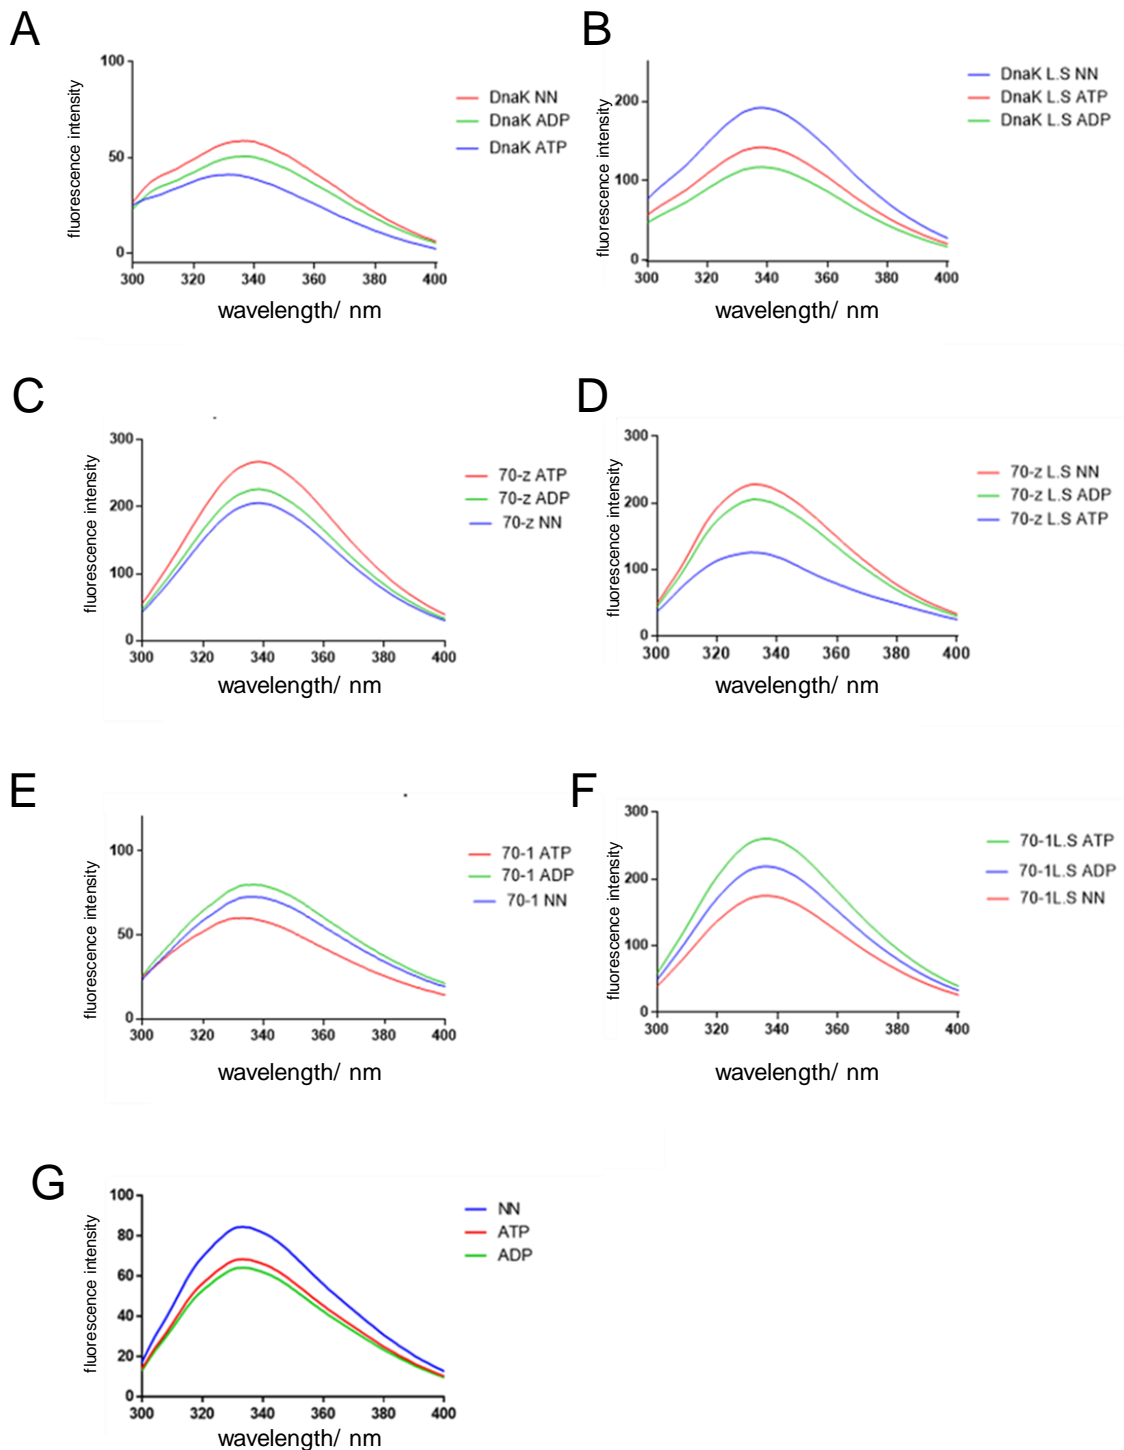 A
fluorescence intensity
100
50
0
300 320 340 360 380 400
wavelength/ nm
DnaK NN
DnaK ADP
DnaK ATP
B
fluorescence intensity
200
100
0
300 320 340 360 380 400
wavelength/ nm
DnaK L.S NN
DnaK L.S ATP
DnaK L.S ADP
C
fluorescence intensity
300
200
100
0
300 320 340 360 380 400
wavelength/ nm
70-z ATP
70-z ADP
70-z NN
D
fluorescence intensity
300
200
100
0
300 320 340 360 380 400
wavelength/ nm
70-z L.S NN
70-z L.S ADP
70-z L.S ATP
E
fluorescence intensity
100
50
0
300 320 340 360 380 400
wavelength/ nm
70-1 ATP
70-1 ADP
70-1 NN
F
fluorescence intensity
300
200
100
0
300 320 340 360 380 400
wavelength/ nm
70-1L.S ATP
70-1L.S ADP
70-1L.S NN
G
fluorescence intensity
100
80
60
40
20
0
300 320 340 360 380 400
wavelength/ nm
NN
ATP
ADP